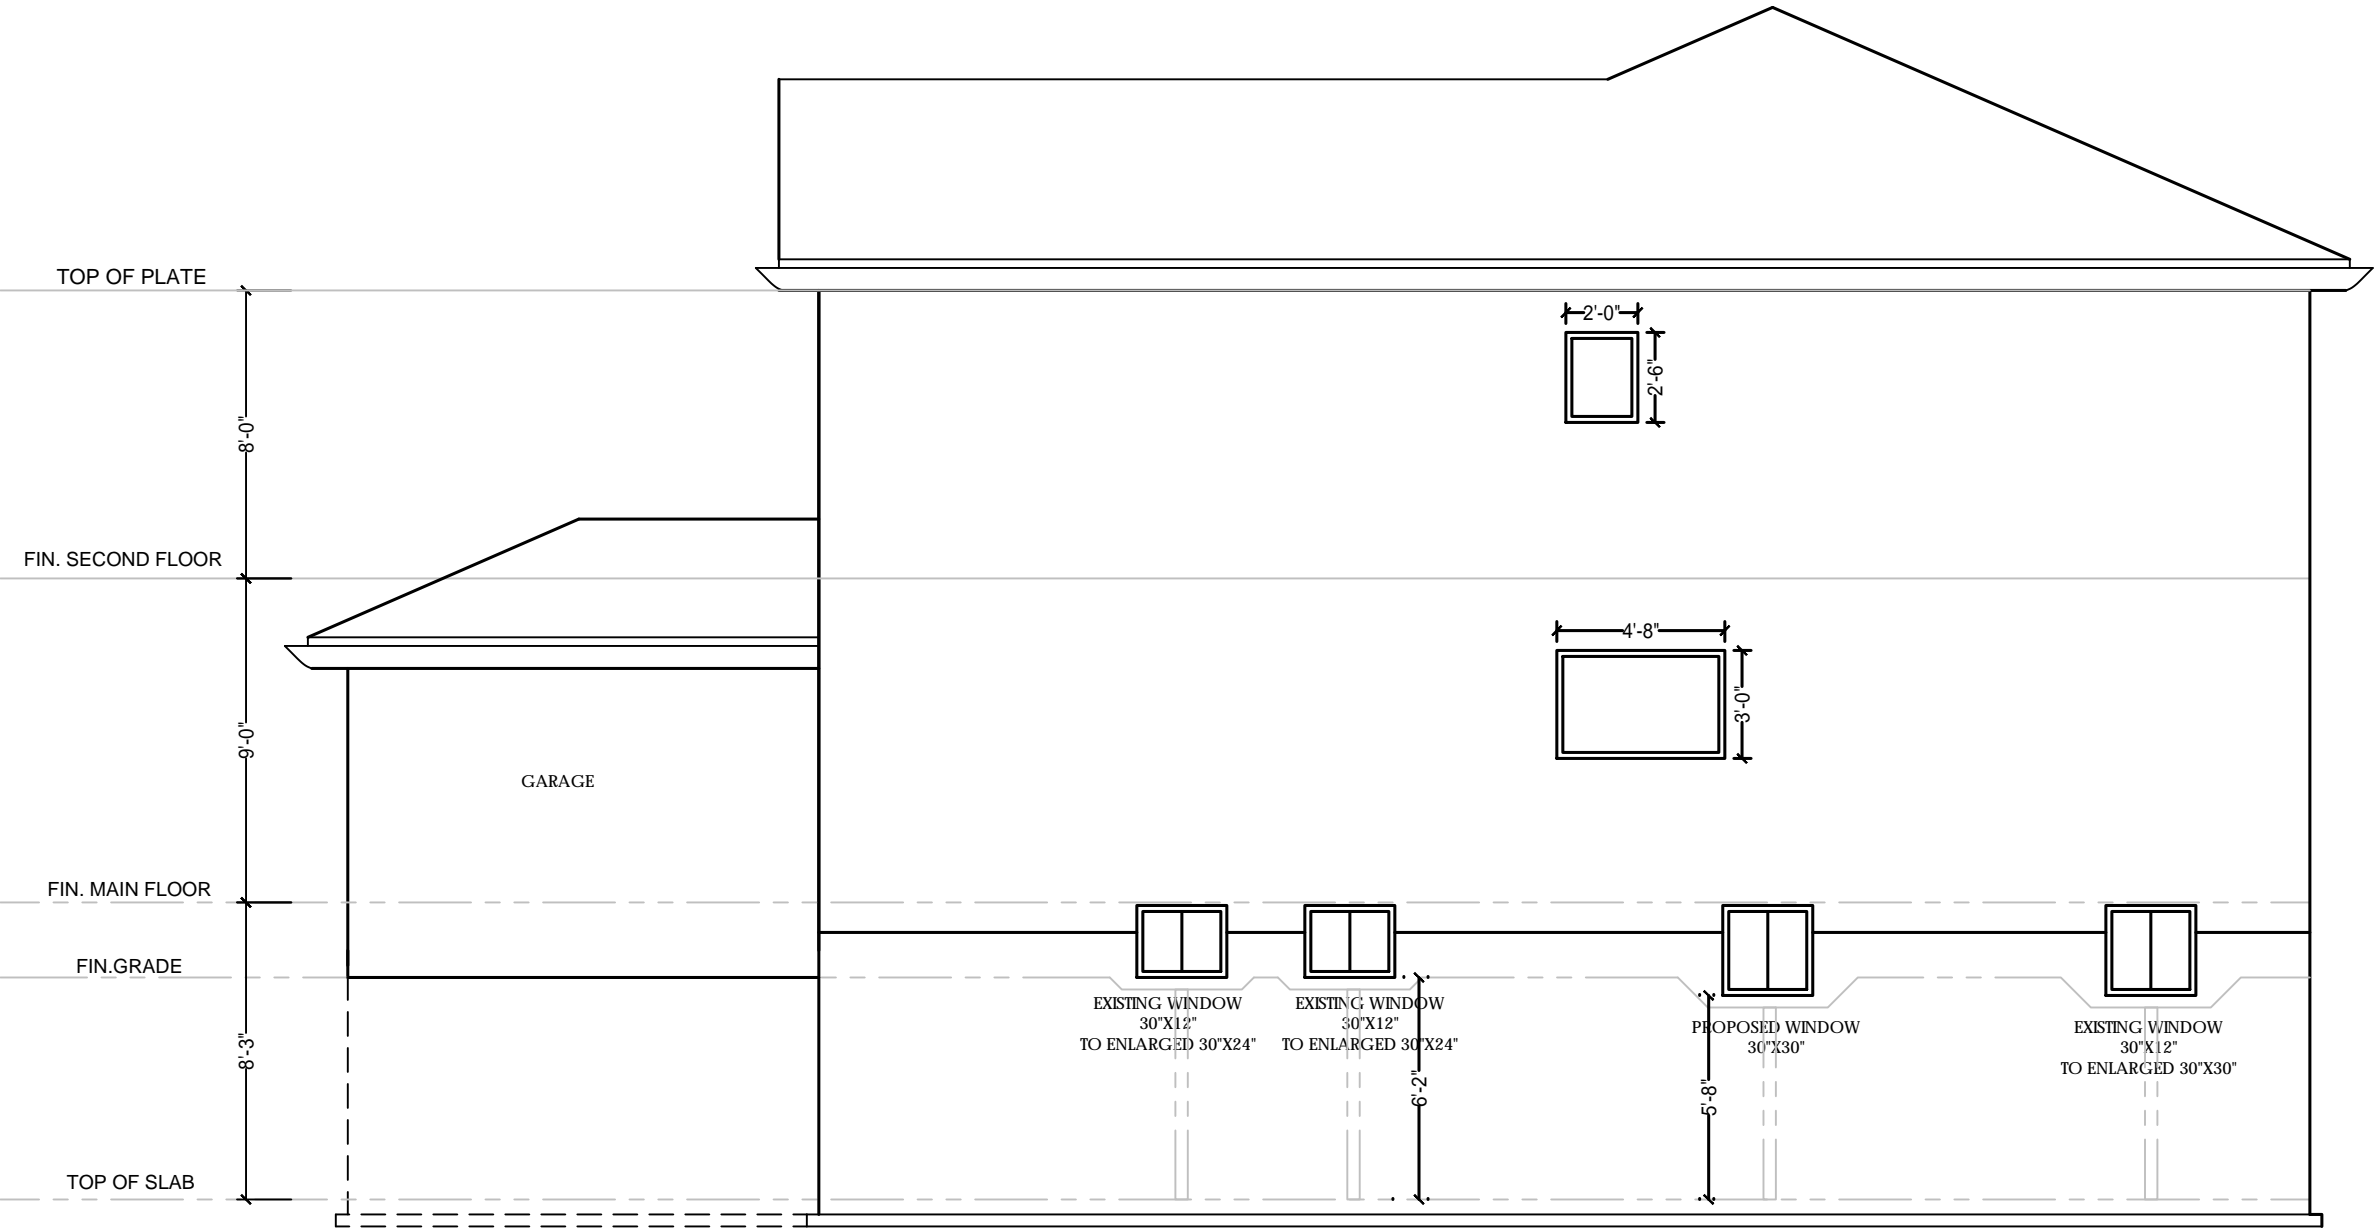 TOP OF PLATE
2'-0"
2'-6"
8'-0"
FIN. SECOND FLOOR
4'-8"
3'-0"
9'-0"
GARAGE
FIN. MAIN FLOOR
FIN.GRADE
EXISTING WINDOW
30"X12"
TO ENLARGED 30"X24"
EXISTING WINDOW
30"X12"
TO ENLARGED 30"X24"
PROPOSED WINDOW
30"X30"
EXISTING WINDOW
30"X12"
TO ENLARGED 30"X30"
8'-3"
6'-2"
5'-8"
TOP OF SLAB